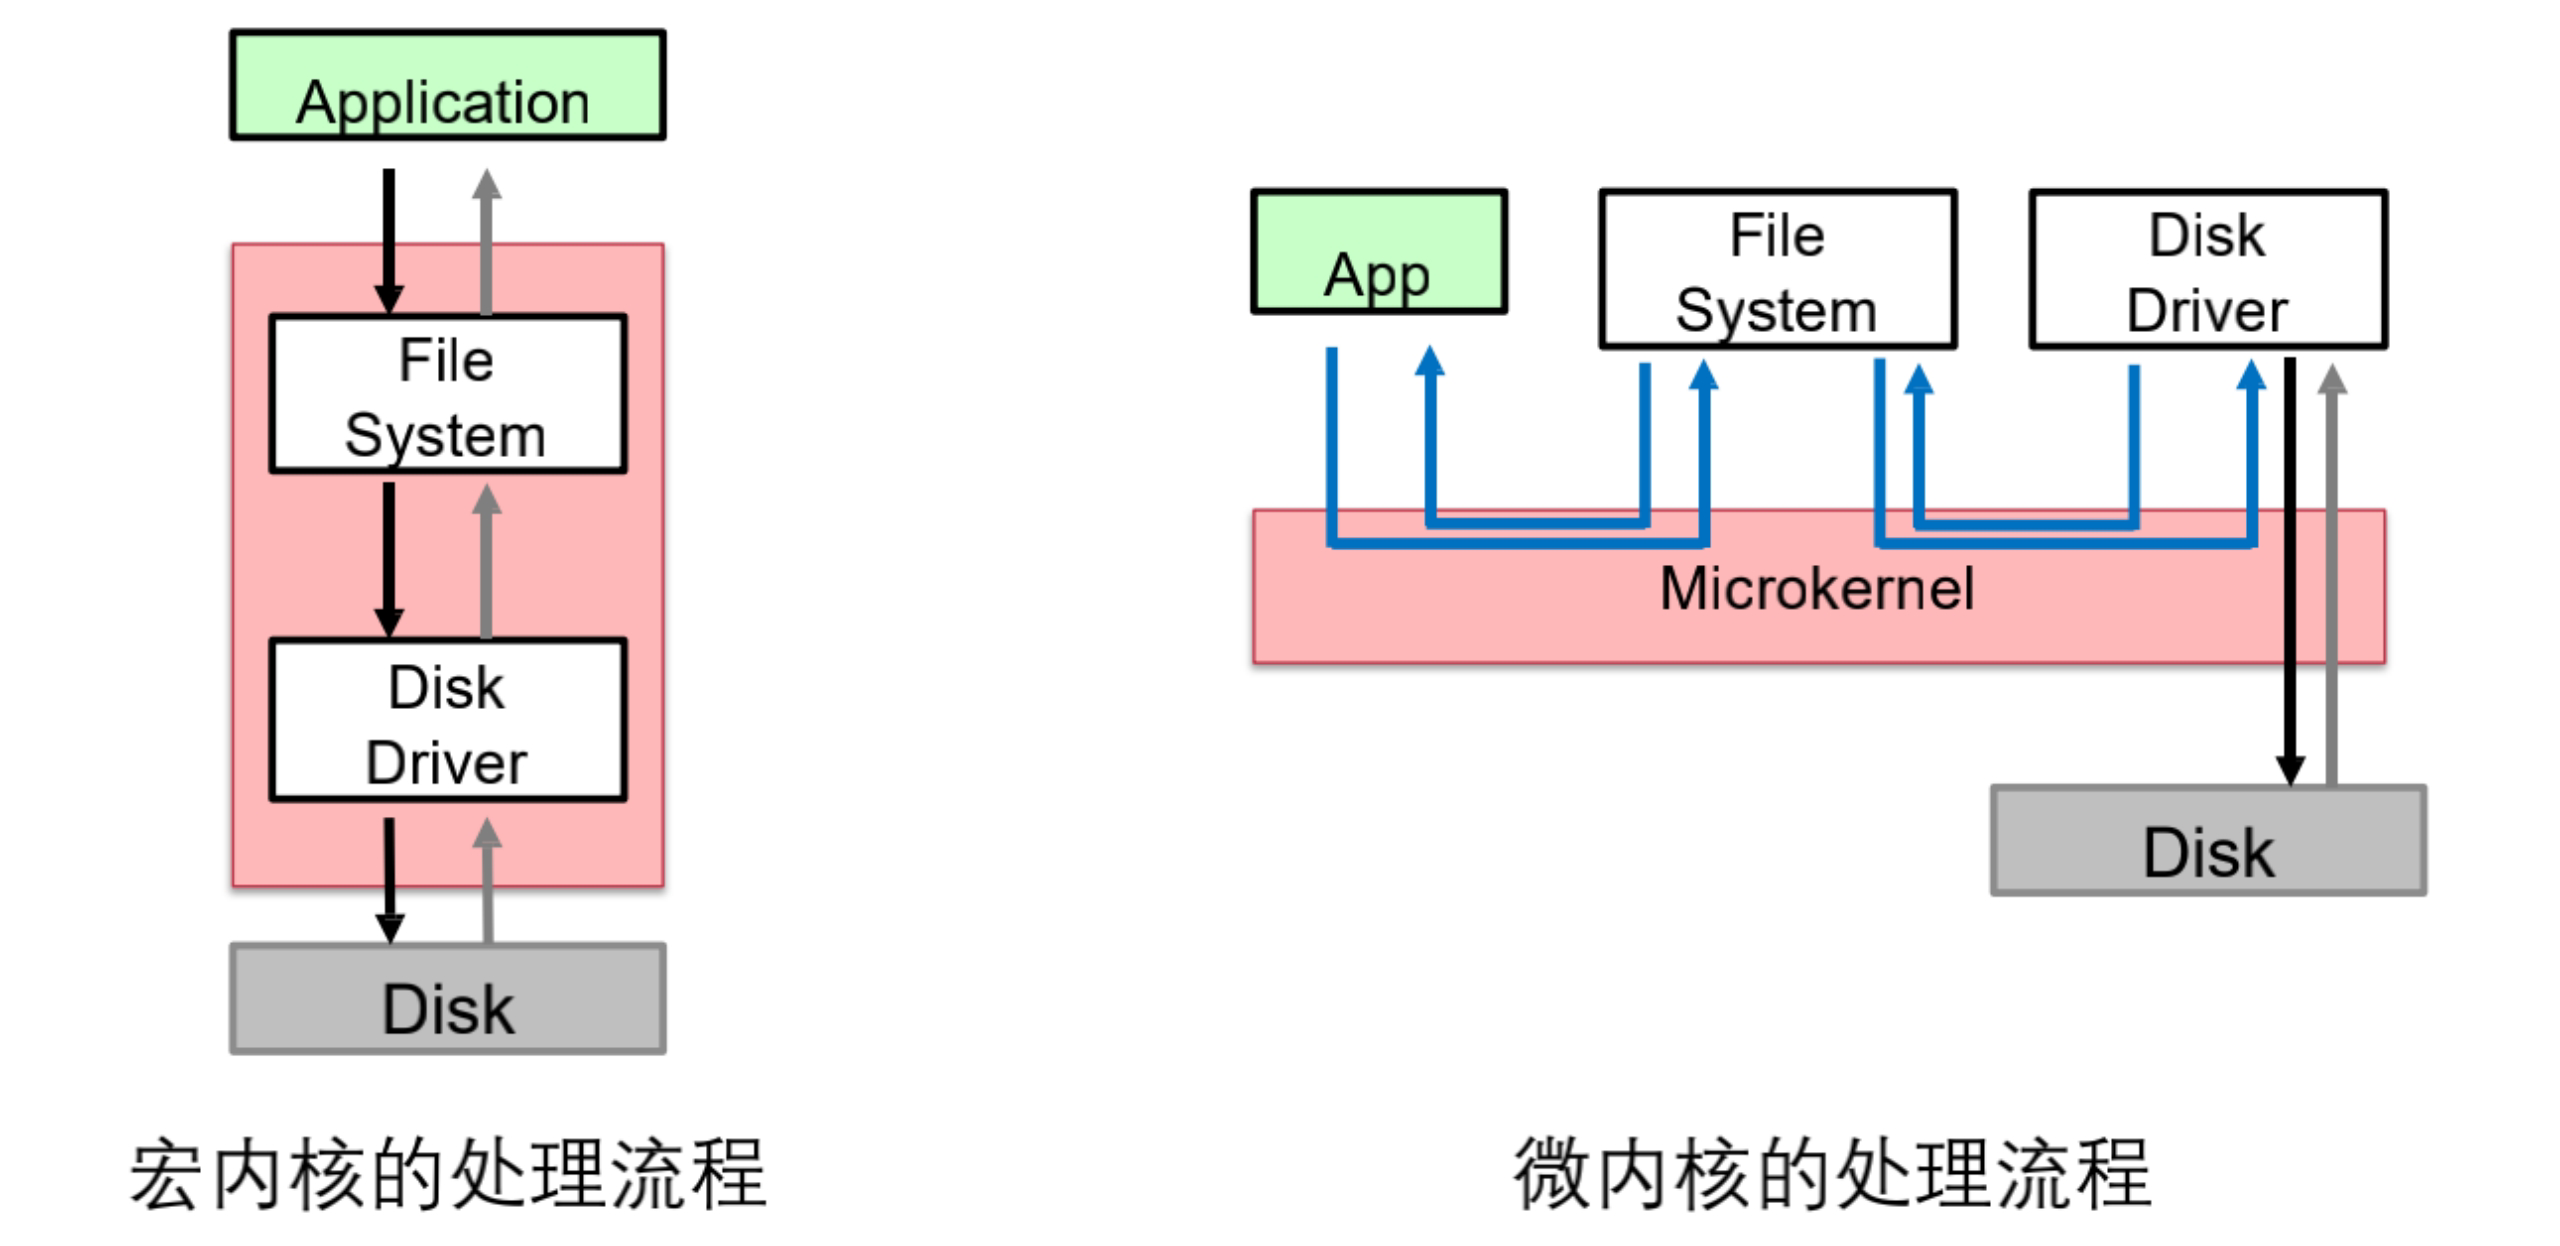 Application
File
System
Disk
Driver
Disk
宏内核的处理流程
App
File
System
Disk
Driver
Microkernel
Disk
微内核的处理流程